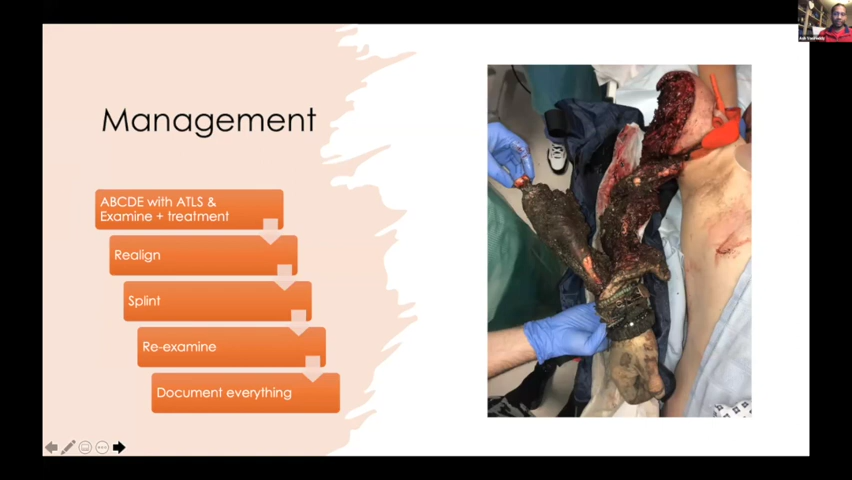 Management
ABCDE with ATLS &
Examine + treatment
Realign
Splint
Re-examine
Document everything